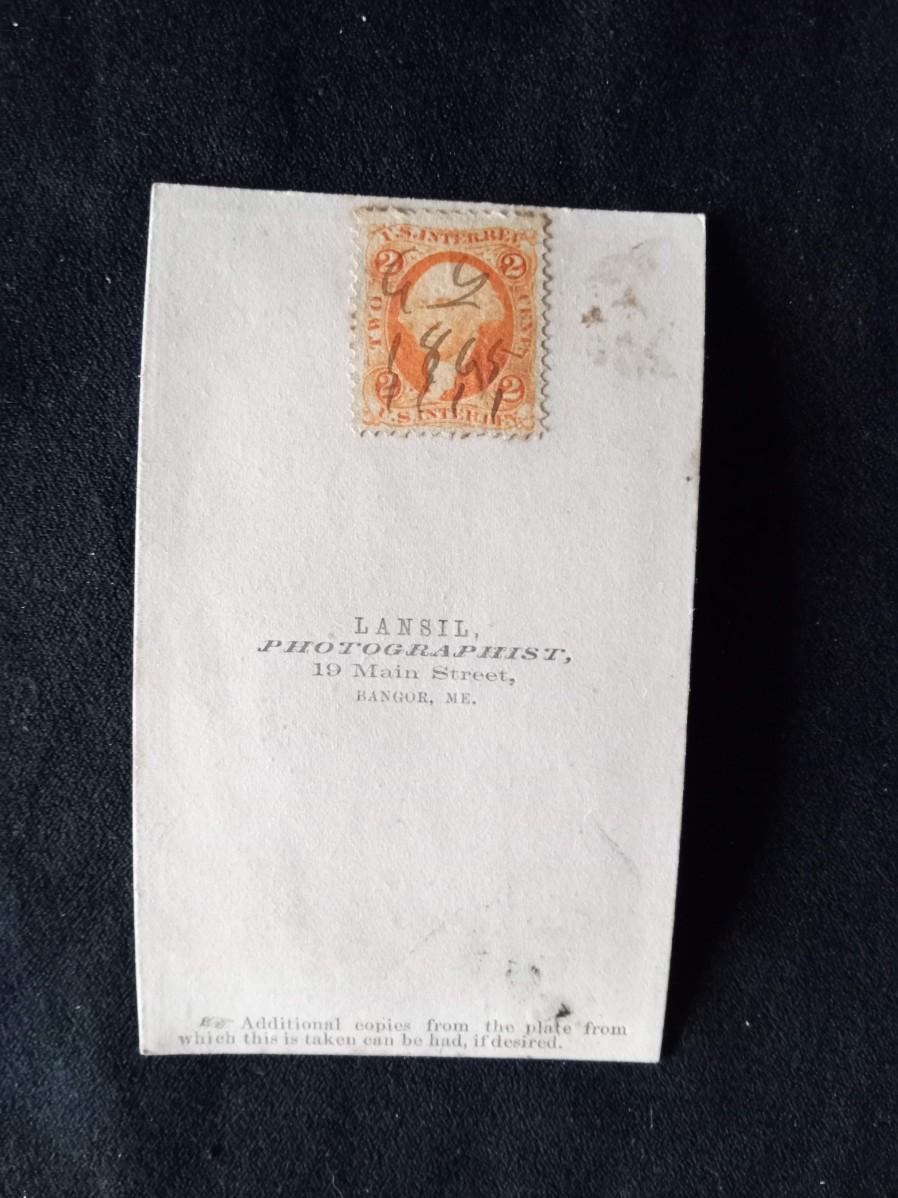 U.S.INTER.REV
2 2
TWO CENTS
1865
2 2
U.S.INTER.REV
LANSIL,
PHOTOGRAPHIST,
19 Main Street,
BANGOR, ME.
☞ Additional copies from the plate from
which this is taken can be had, if desired.